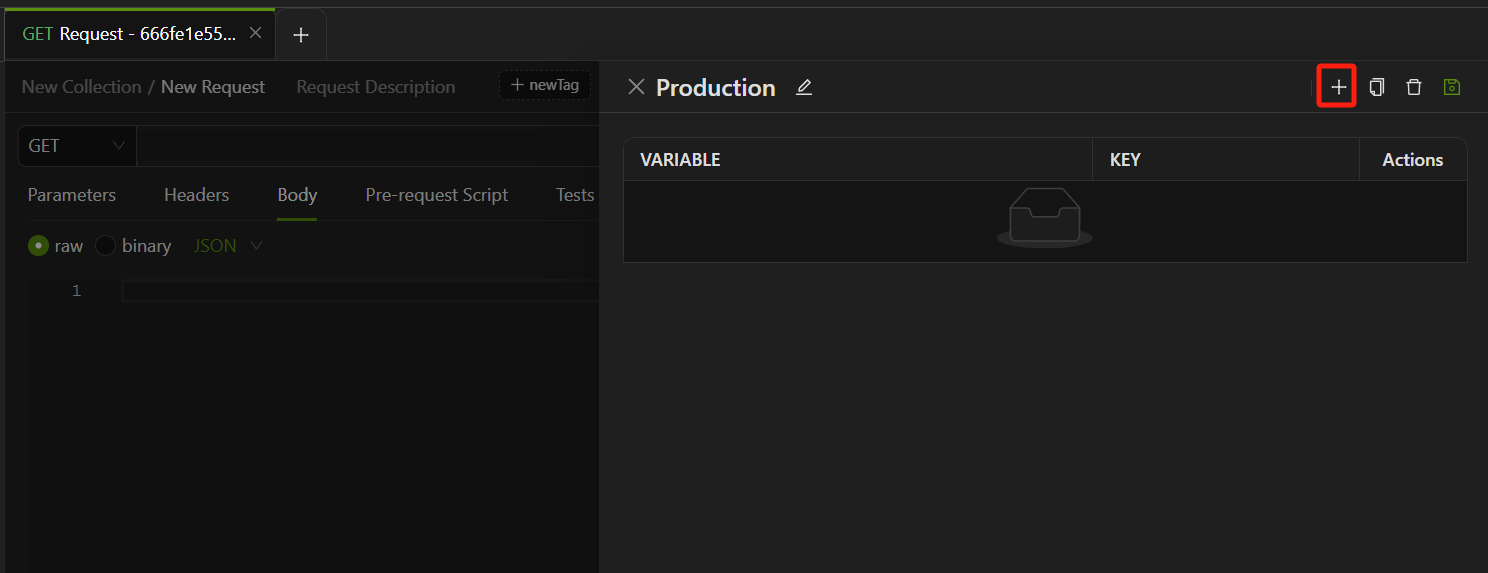 GET Request - 666fe1e55...
New Collection / New Request Request Description + newTag
GET
Parameters Headers Body Pre-request Script Tests
raw binary JSON
1
Production
VARIABLE KEY Actions